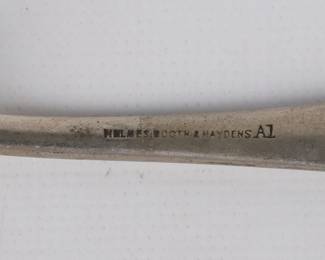 HOLMES, BOOTH & HAYDENS A1